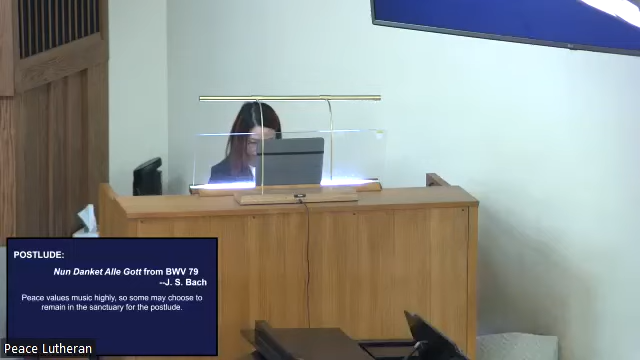 POSTLUDE:
Nun Danket Alle Gott from BWV 79
--J. S. Bach
Peace values music highly, so some may choose to
remain in the sanctuary for the postlude.
Peace Lutheran